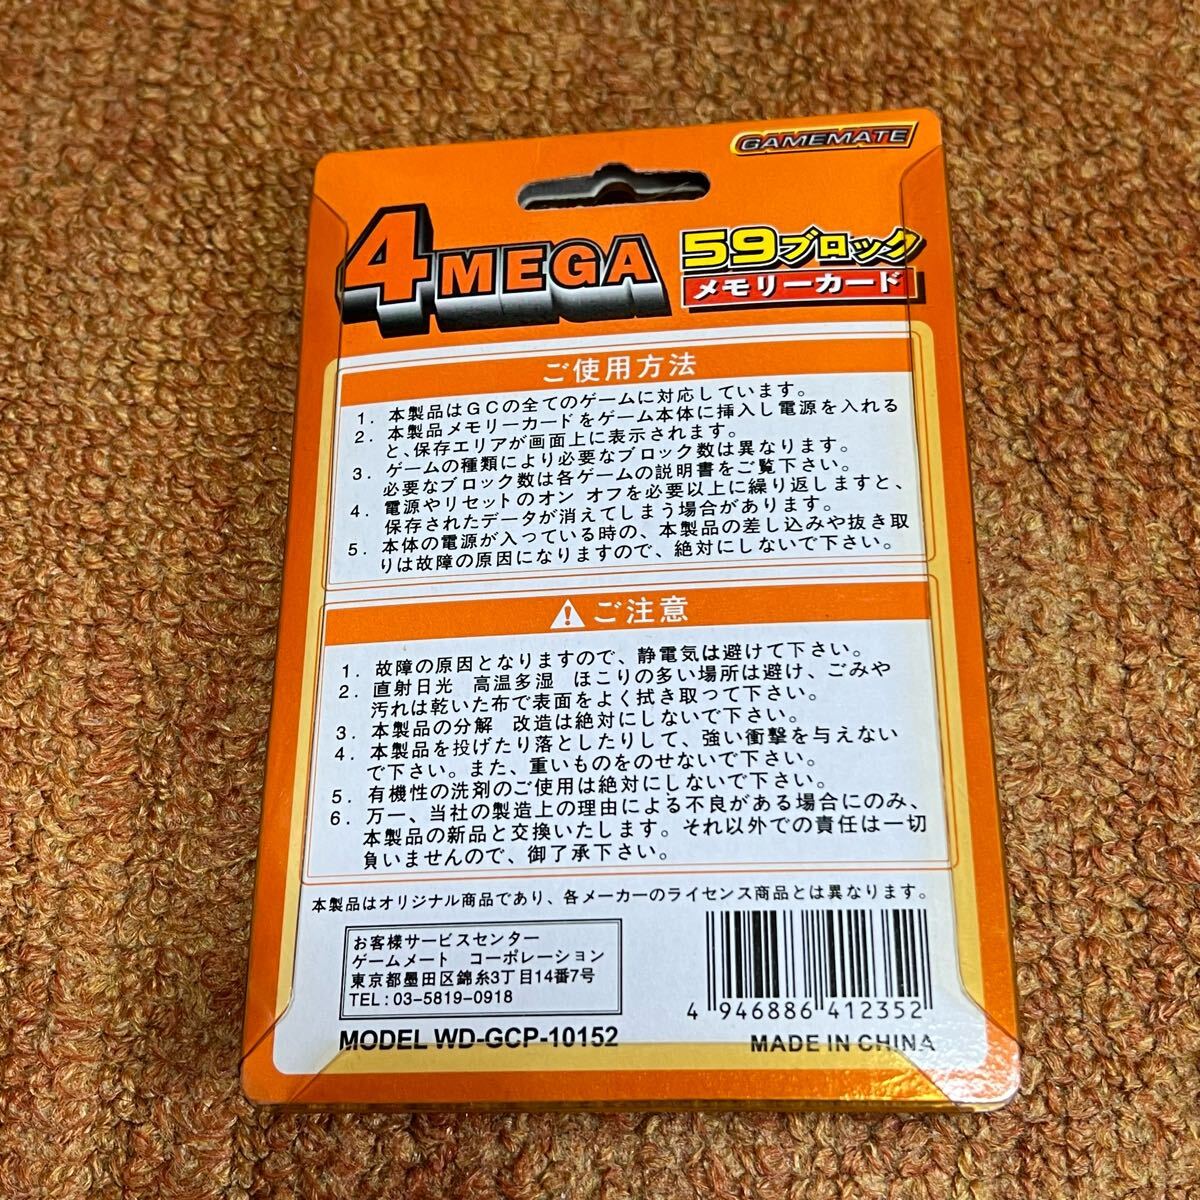 GAMEMATE
4MEGA
59ブロック
メモリーカード
ご使用方法
1. 本製品はGCの全てのゲームに対応しています。
2. 本製品メモリーカードをゲーム本体に挿入し電源を入れる
と、保存エリアが画面上に表示されます。
3. ゲームの種類により必要なブロック数は異なります。
必要なブロック数は各ゲームの説明書をご覧下さい。
4. 電源やリセットのオン オフを必要以上に繰り返しますと、
保存されたデータが消えてしまう場合があります。
5. 本体の電源が入っている時の、本製品の差し込みや抜き取
りは故障の原因になりますので、絶対にしないで下さい。
ご注意
1. 故障の原因となりますので、静電気は避けて下さい。
2. 直射日光 高温多湿 ほこりの多い場所は避け、ごみや
汚れは乾いた布で表面をよく拭き取って下さい。
3. 本製品の分解 改造は絶対にしないで下さい。
4. 本製品を投げたり落としたりして、強い衝撃を与えない
で下さい。また、重いものをのせないで下さい。
5. 有機性の洗剤のご使用は絶対にしないで下さい。
6. 万一、当社の製造上の理由による不良がある場合にのみ、
本製品の新品と交換いたします。それ以外での責任は一切
負いませんので、御了承下さい。
本製品はオリジナル商品であり、各メーカーのライセンス商品とは異なります。
お客様サービスセンター
ゲームメート コーポレーション
東京都墨田区錦糸3丁目14番7号
TEL:03-5819-0918
MODEL WD-GCP-10152
4 946886 412352
MADE IN CHINA